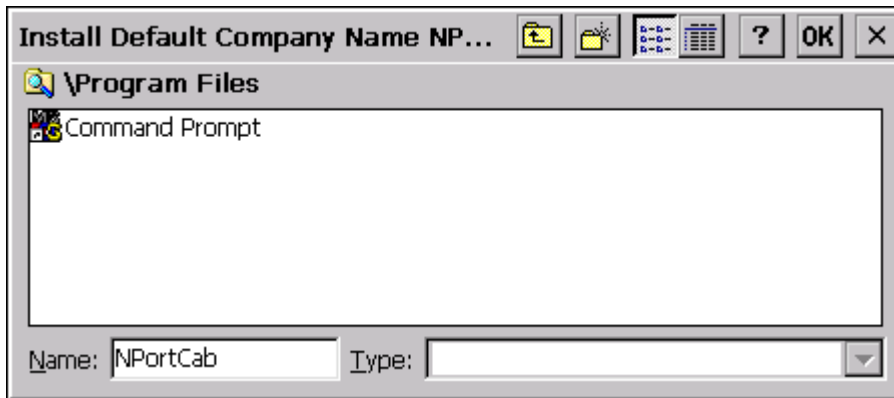 Install Default Company Name NP... ? OK ×
\Program Files
Command Prompt
Name: NPortCab Type: